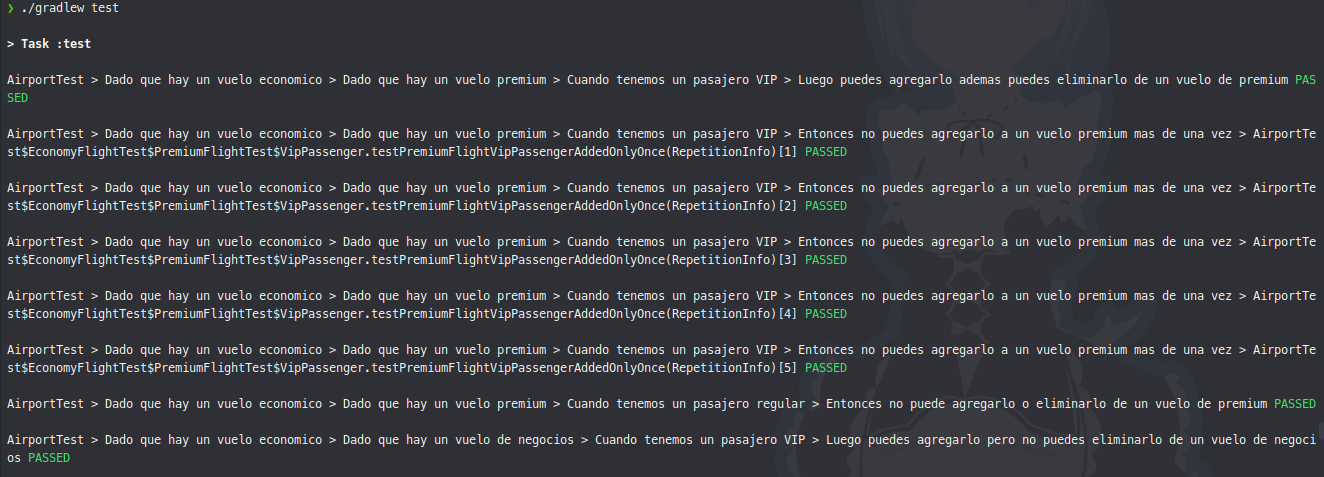 ❯ ./gradlew test
> Task :test
AirportTest > Dado que hay un vuelo economico > Dado que hay un vuelo premium > Cuando tenemos un pasajero VIP > Luego puedes agregarlo ademas puedes eliminarlo de un vuelo de premium PAS
SED
AirportTest > Dado que hay un vuelo economico > Dado que hay un vuelo premium > Cuando tenemos un pasajero VIP > Entonces no puedes agregarlo a un vuelo premium mas de una vez > AirportTe
st$EconomyFlightTest$PremiumFlightTest$VipPassenger.testPremiumFlightVipPassengerAddedOnlyOnce(RepetitionInfo)[1] PASSED
AirportTest > Dado que hay un vuelo economico > Dado que hay un vuelo premium > Cuando tenemos un pasajero VIP > Entonces no puedes agregarlo a un vuelo premium mas de una vez > AirportTe
st$EconomyFlightTest$PremiumFlightTest$VipPassenger.testPremiumFlightVipPassengerAddedOnlyOnce(RepetitionInfo)[2] PASSED
AirportTest > Dado que hay un vuelo economico > Dado que hay un vuelo premium > Cuando tenemos un pasajero VIP > Entonces no puedes agregarlo a un vuelo premium mas de una vez > AirportTe
st$EconomyFlightTest$PremiumFlightTest$VipPassenger.testPremiumFlightVipPassengerAddedOnlyOnce(RepetitionInfo)[3] PASSED
AirportTest > Dado que hay un vuelo economico > Dado que hay un vuelo premium > Cuando tenemos un pasajero VIP > Entonces no puedes agregarlo a un vuelo premium mas de una vez > AirportTe
st$EconomyFlightTest$PremiumFlightTest$VipPassenger.testPremiumFlightVipPassengerAddedOnlyOnce(RepetitionInfo)[4] PASSED
AirportTest > Dado que hay un vuelo economico > Dado que hay un vuelo premium > Cuando tenemos un pasajero VIP > Entonces no puedes agregarlo a un vuelo premium mas de una vez > AirportTe
st$EconomyFlightTest$PremiumFlightTest$VipPassenger.testPremiumFlightVipPassengerAddedOnlyOnce(RepetitionInfo)[5] PASSED
AirportTest > Dado que hay un vuelo economico > Dado que hay un vuelo premium > Cuando tenemos un pasajero regular > Entonces no puede agregarlo o eliminarlo de un vuelo de premium PASSED
AirportTest > Dado que hay un vuelo economico > Dado que hay un vuelo de negocios > Cuando tenemos un pasajero VIP > Luego puedes agregarlo pero no puedes eliminarlo de un vuelo de negoci
os PASSED